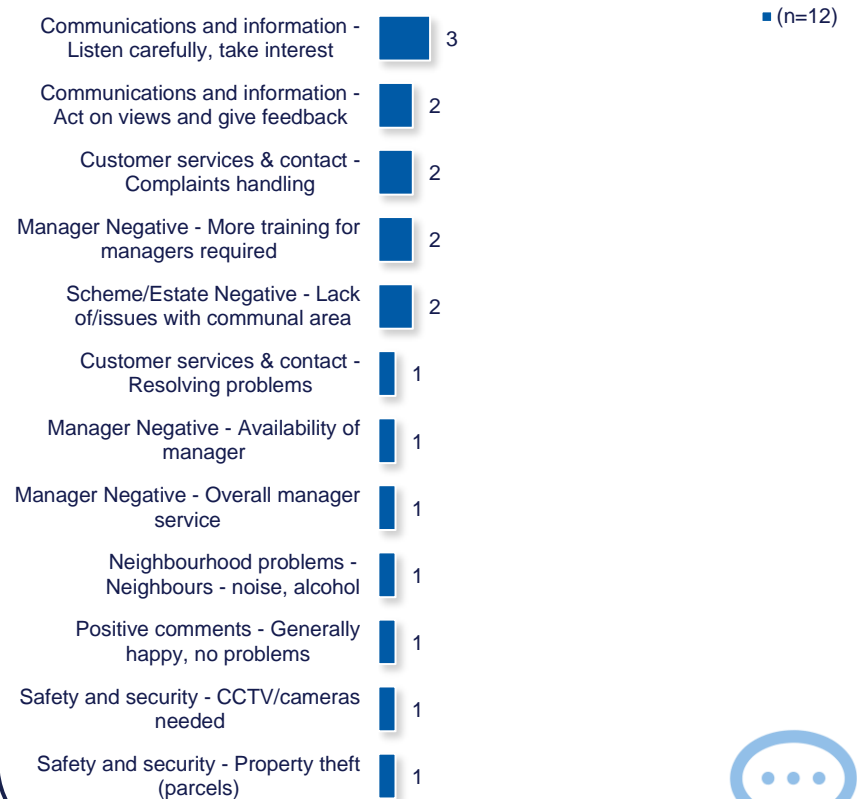 (n=12)
Communications and information -
Listen carefully, take interest
3
Communications and information -
Act on views and give feedback
2
Customer services & contact -
Complaints handling
2
Manager Negative - More training for
managers required
2
Scheme/Estate Negative - Lack
of/issues with communal area
2
Customer services & contact -
Resolving problems
1
Manager Negative - Availability of
manager
1
Manager Negative - Overall manager
service
1
Neighbourhood problems -
Neighbours - noise, alcohol
1
Positive comments - Generally
happy, no problems
1
Safety and security - CCTV/cameras
needed
1
Safety and security - Property theft
(parcels)
1